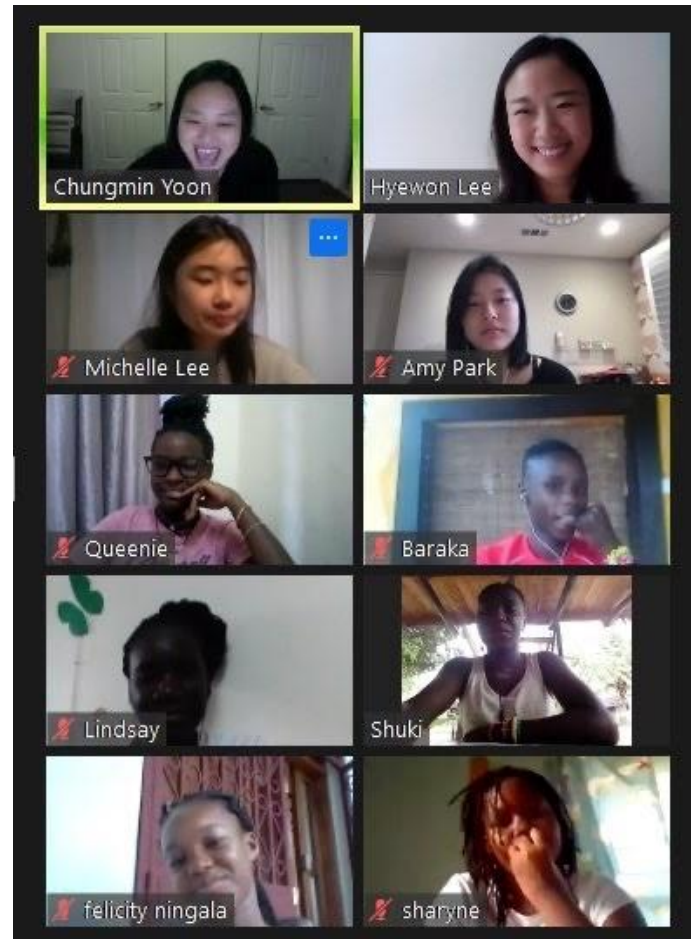 Chungmin Yoon
Hyewon Lee
Michelle Lee
Amy Park
Queenie
Baraka
Lindsay
Shuki
felicity ningala
sharyne